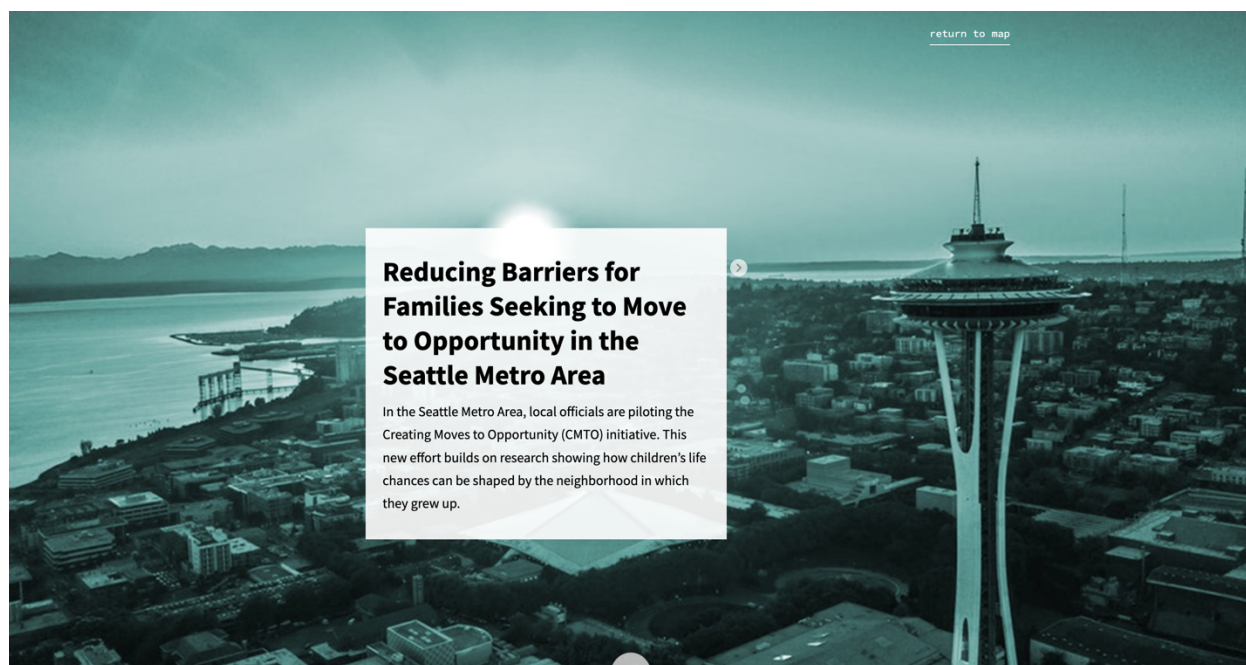 return to map
Reducing Barriers for
Families Seeking to Move
to Opportunity in the
Seattle Metro Area
In the Seattle Metro Area, local officials are piloting the
Creating Moves to Opportunity (CMTO) initiative. This
new effort builds on research showing how children’s life
chances can be shaped by the neighborhood in which
they grew up.